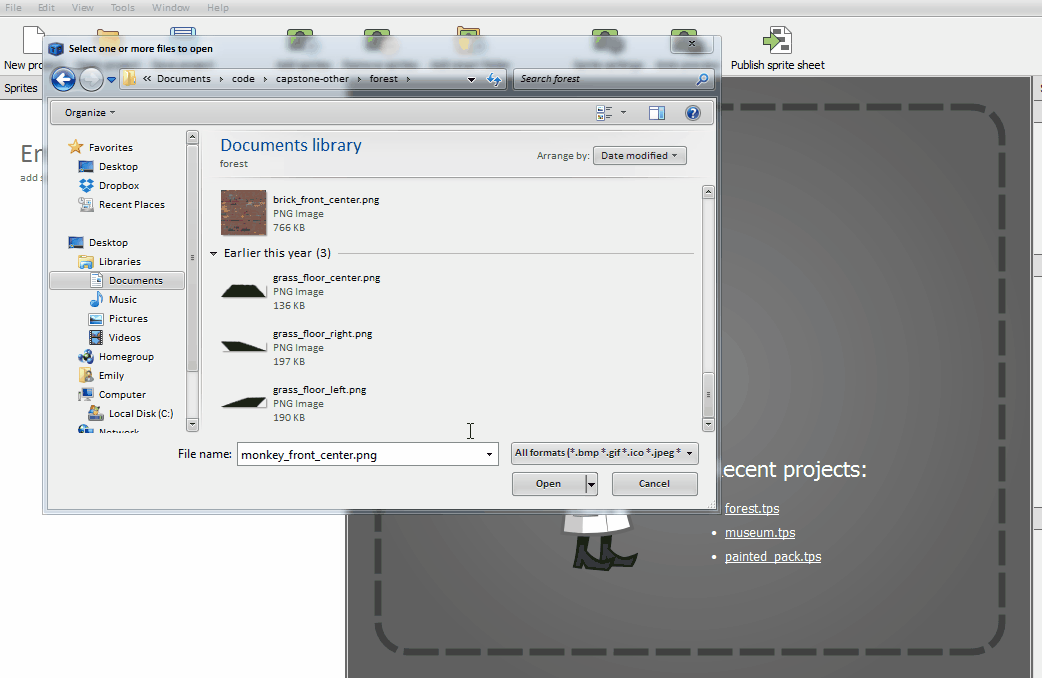 File Edit View Tools Window Help
Select one or more files to open
New pro
Publish sprite sheet
« Documents code capstone-other forest
Search forest
Sprites
Organize
En
add s
Favorites
Desktop
Dropbox
Recent Places
Desktop
Libraries
Documents
Music
Pictures
Videos
Homegroup
Emily
Computer
Local Disk (C:)
Network
Documents library
forest
Arrange by: Date modified
brick_front_center.png
PNG Image
766 KB
Earlier this year (3)
grass_floor_center.png
PNG Image
136 KB
grass_floor_right.png
PNG Image
197 KB
grass_floor_left.png
PNG Image
190 KB
File name: monkey_front_center.png
All formats (*.bmp *.gif *.ico *.jpeg *
Open
Cancel
ecent projects:
• forest.tps
• museum.tps
• painted_pack.tps